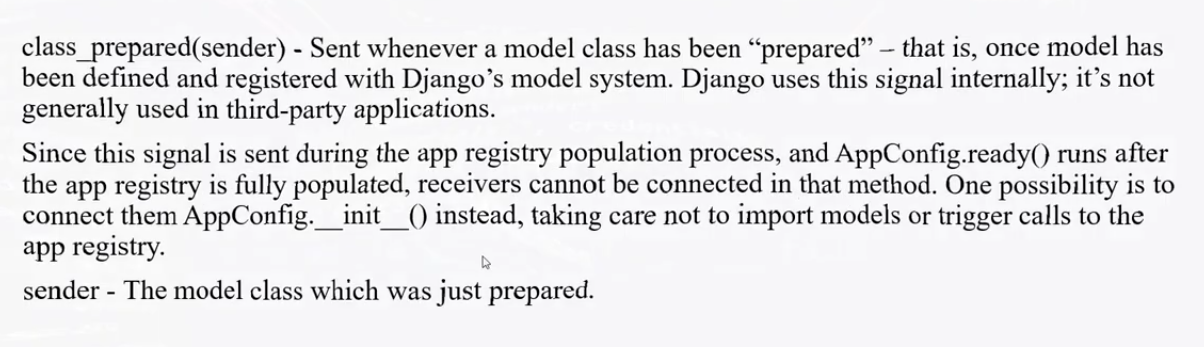 class_prepared(sender) - Sent whenever a model class has been “prepared” – that is, once model has
been defined and registered with Django’s model system. Django uses this signal internally; it’s not
generally used in third-party applications.
Since this signal is sent during the app registry population process, and AppConfig.ready() runs after
the app registry is fully populated, receivers cannot be connected in that method. One possibility is to
connect them AppConfig.__init__() instead, taking care not to import models or trigger calls to the
app registry.
sender - The model class which was just prepared.